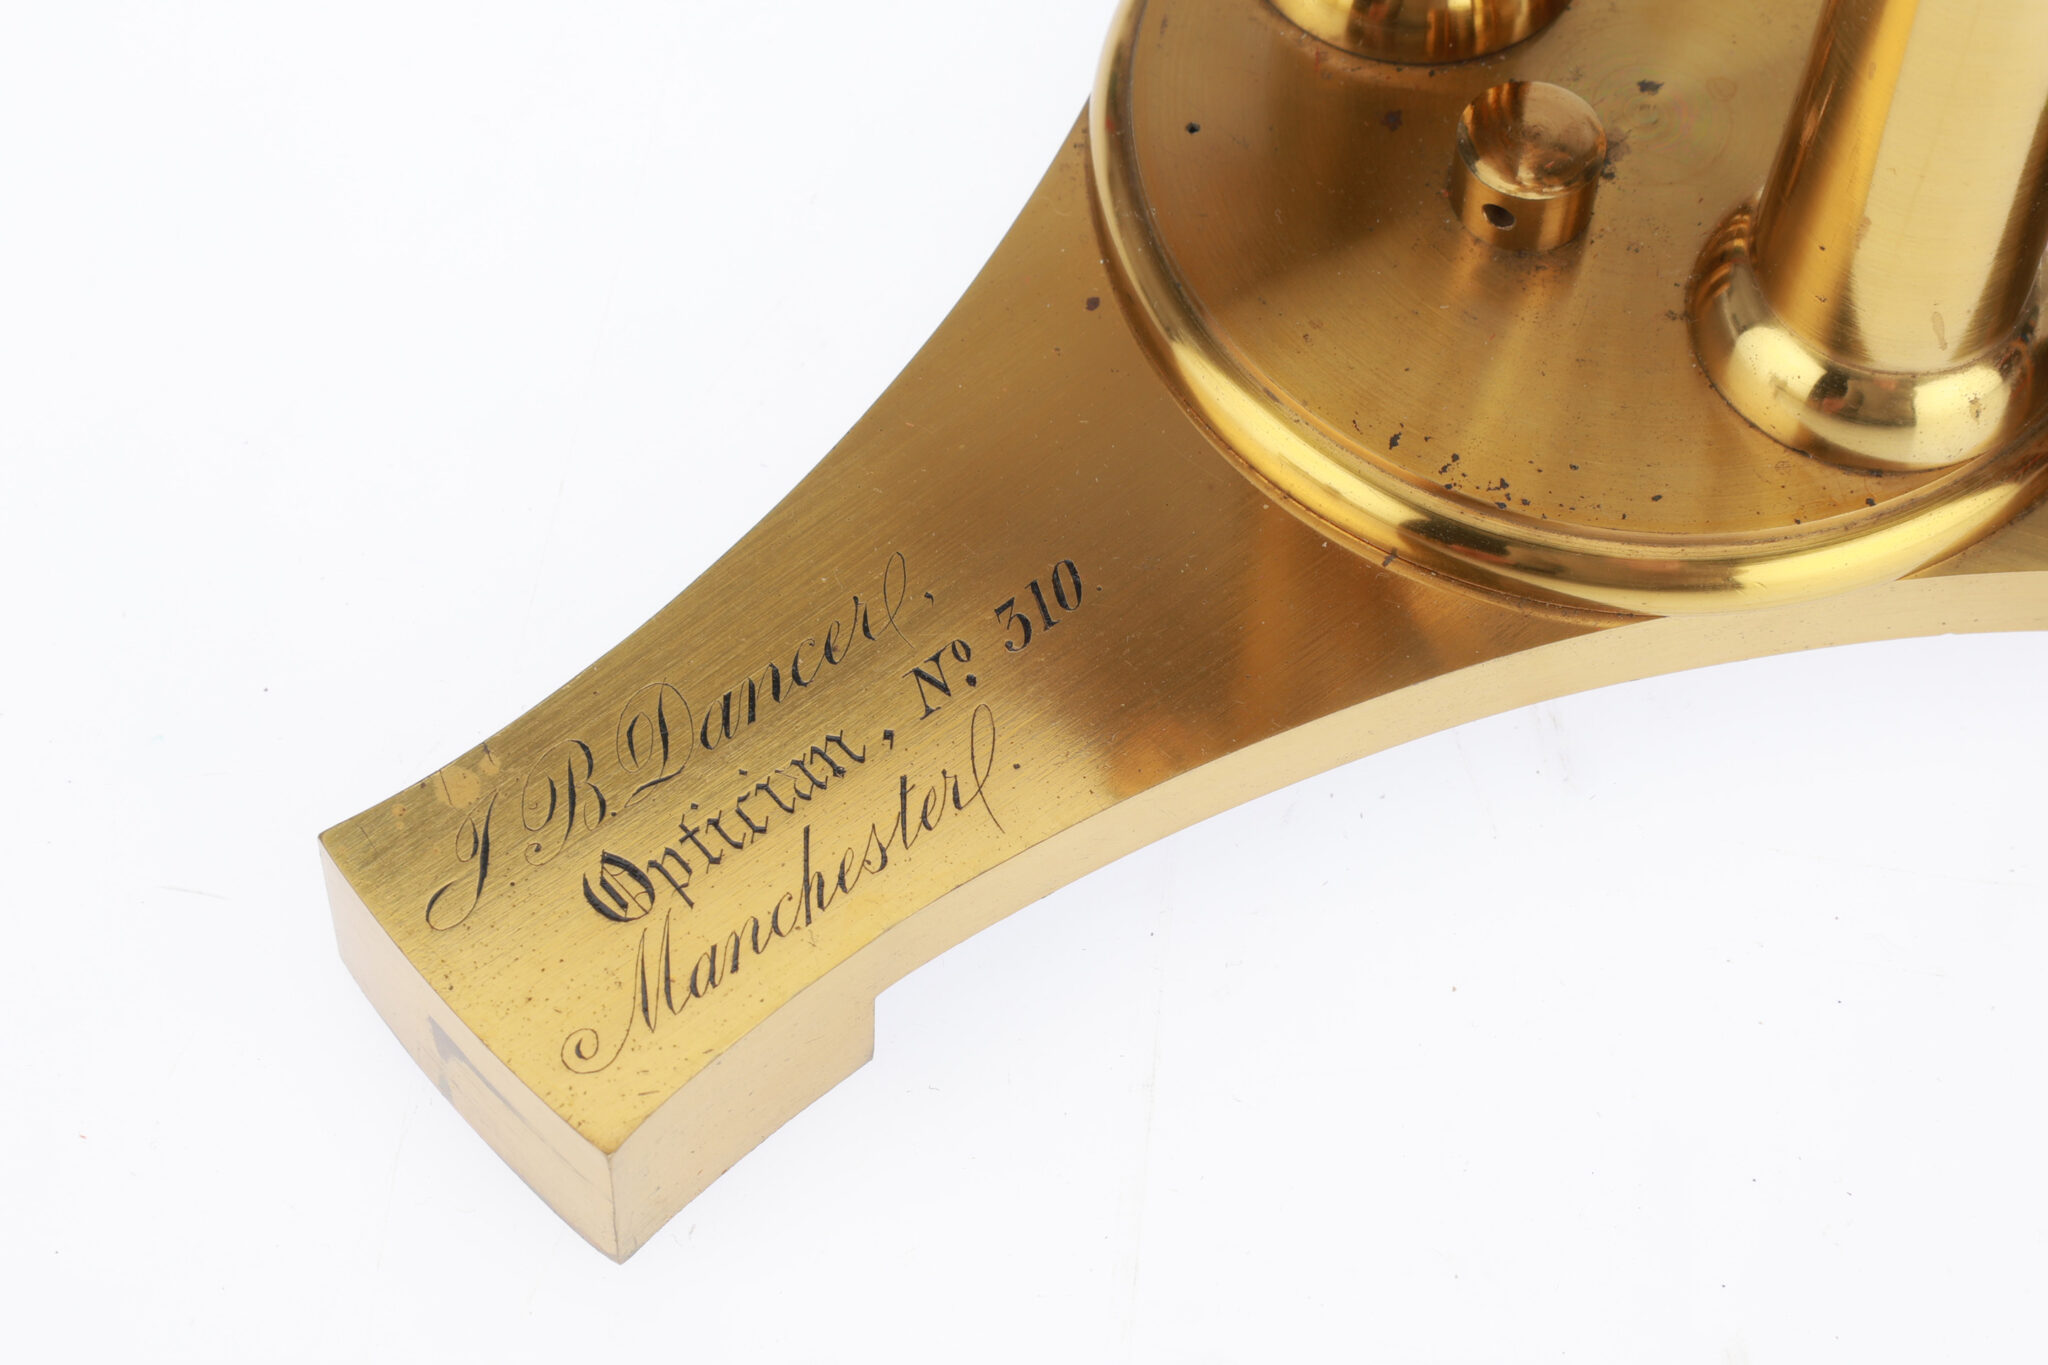 J. B. Dancer,
Optician, No. 310.
Manchester.